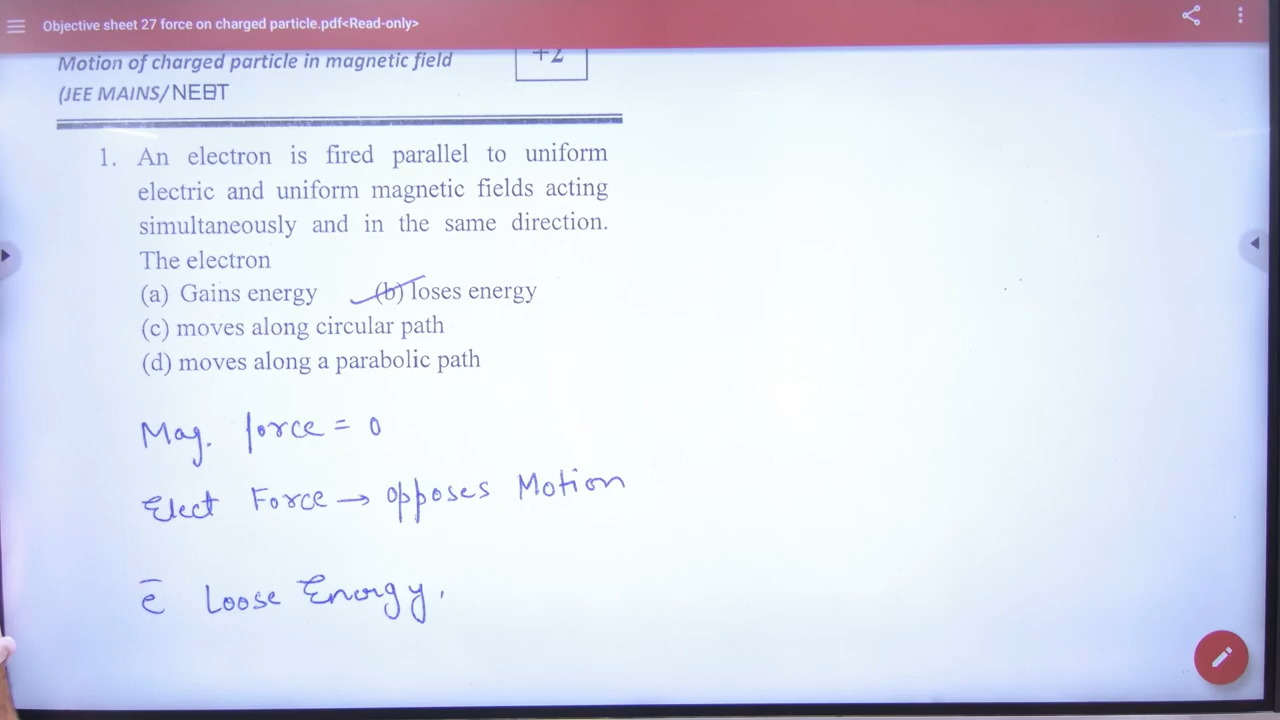 Objective sheet 27 force on charged particle.pdf<Read-only>
Motion of charged particle in magnetic field
+2
(JEE MAINS/NEET
1. An electron is fired parallel to uniform
electric and uniform magnetic fields acting
simultaneously and in the same direction.
The electron
(a) Gains energy (b) loses energy
(c) moves along circular path
(d) moves along a parabolic path
Mag. force = 0
Elect Force → opposes Motion
e̅ Loose Energy.